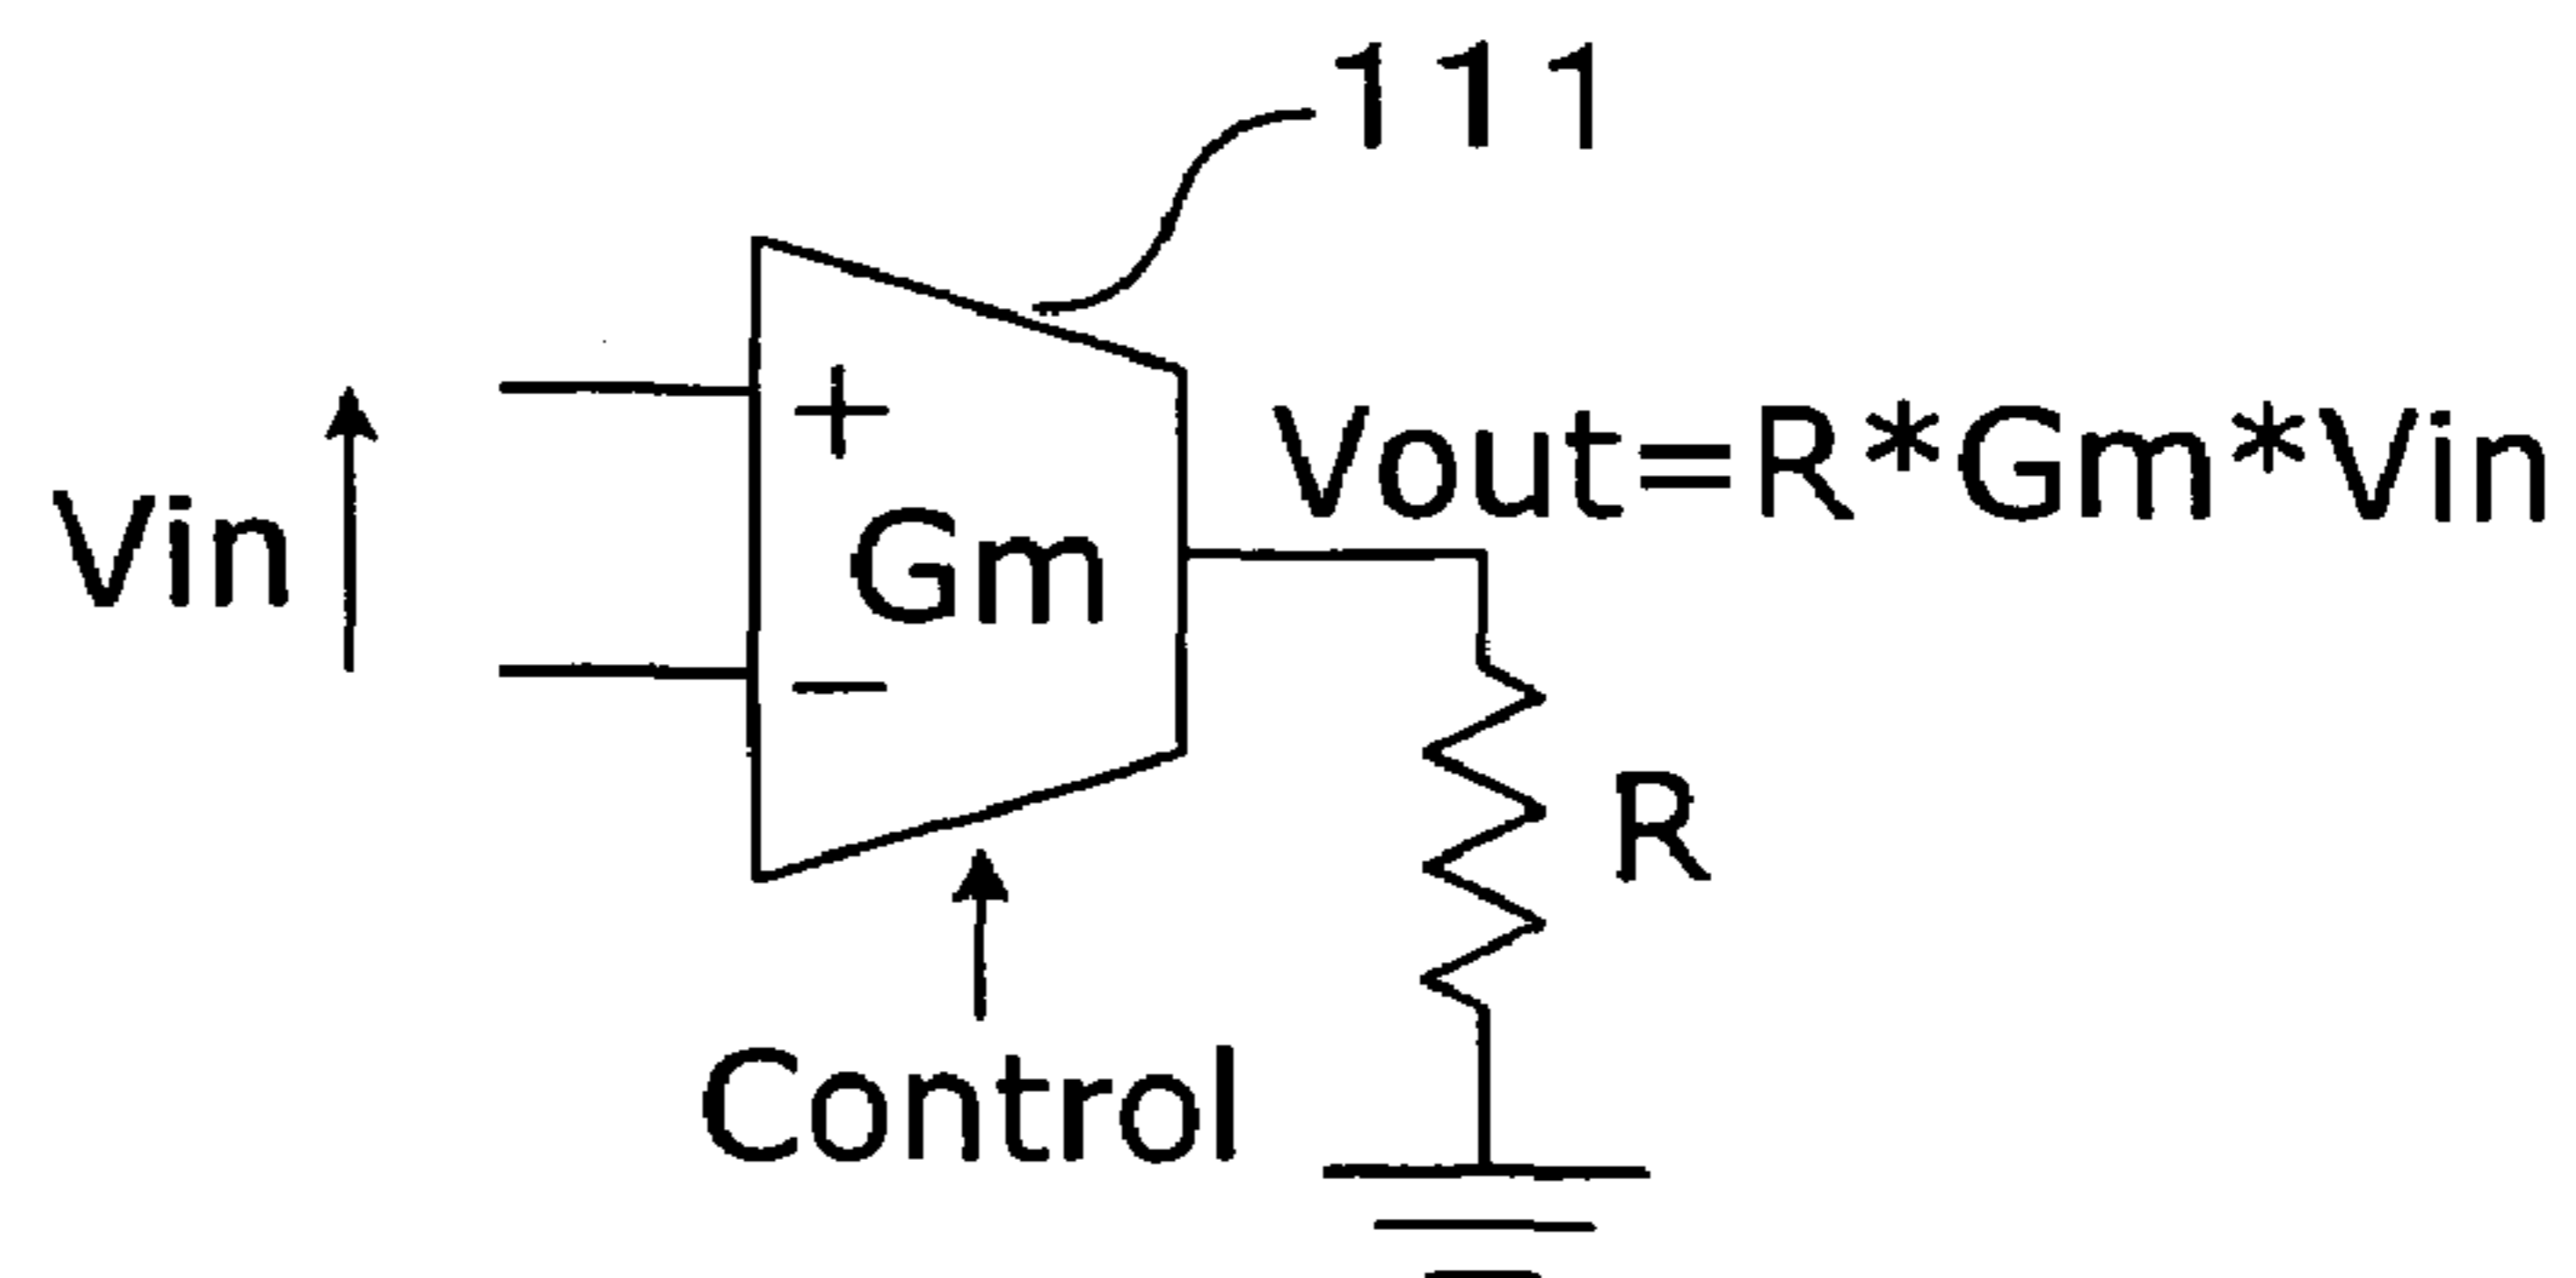 111
+
Vout=R*Gm*Vin
Vin
Gm
−
R
Control